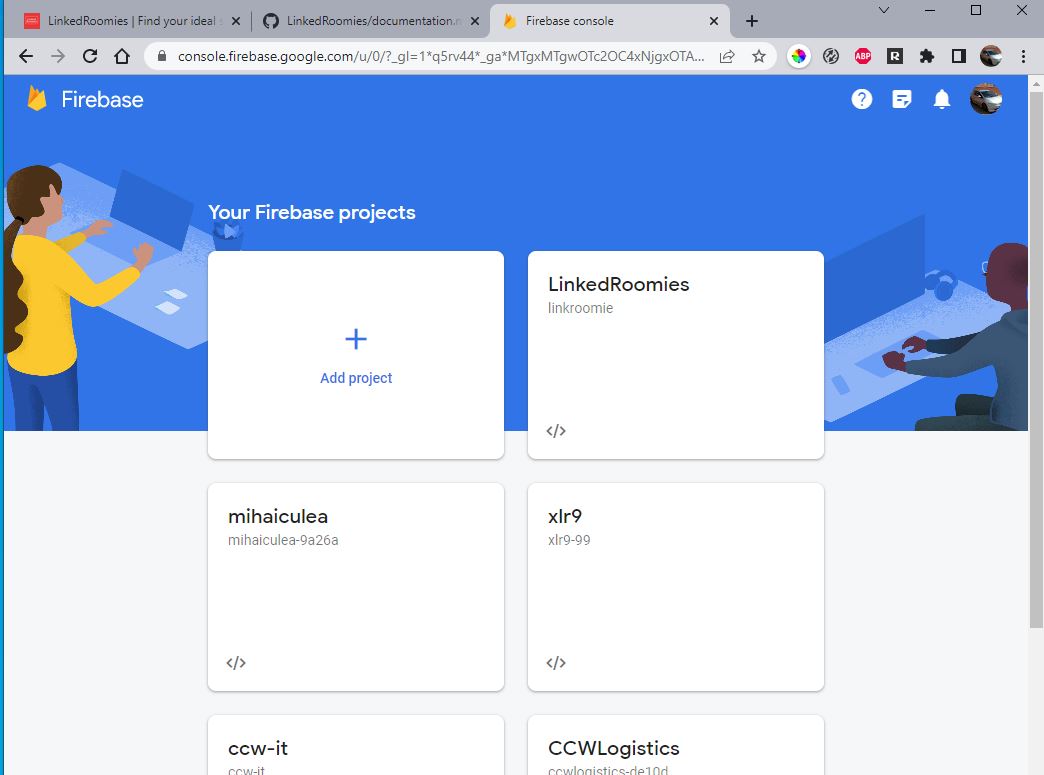 LinkedRoomies | Find your ideal
LinkedRoomies/documentation.
Firebase console
console.firebase.google.com/u/0/?_gl=1*q5rv44*_ga*MTgxMTgwOTc2OC4xNjgxOTA...
ABP
R
Firebase
Your Firebase projects
Add project
LinkedRoomies
linkroomie
</>
mihaiculea
mihaiculea-9a26a
</>
xlr9
xlr9-99
</>
ccw-it
ccw-it
CCWLogistics
ccwlogistics-de10d